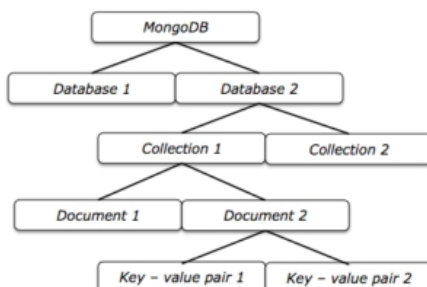 MongoDB
Database 1
Database 2
Collection 1
Collection 2
Document 1
Document 2
Key – value pair 1
Key – value pair 2